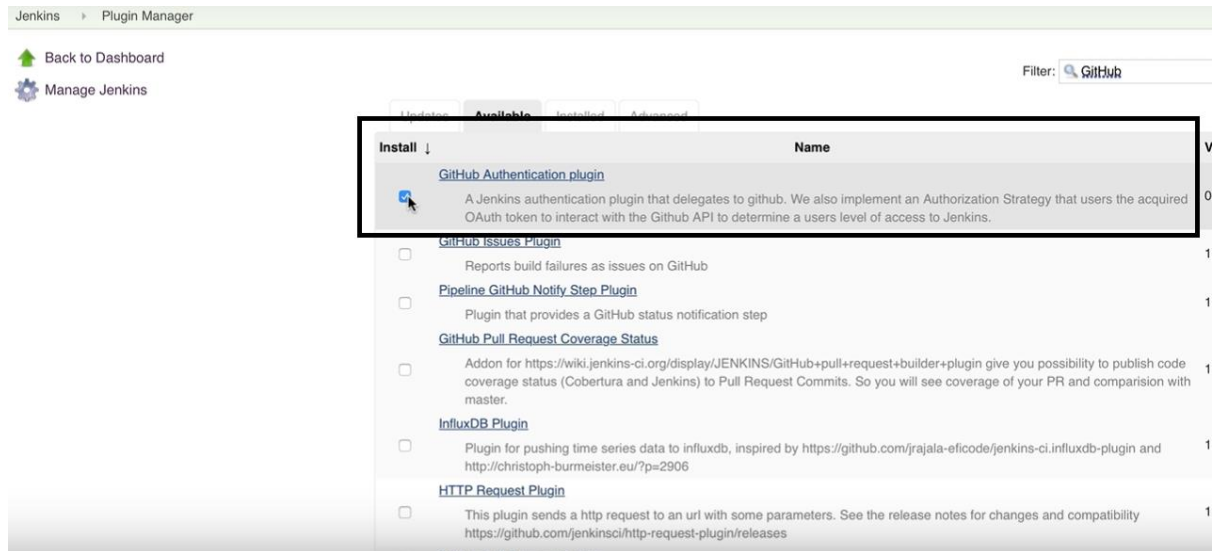 Jenkins Plugin Manager
Back to Dashboard
Manage Jenkins
Filter: GitHub
Updates Available Installed Advanced
Install ↓ Name V
GitHub Authentication plugin
A Jenkins authentication plugin that delegates to github. We also implement an Authorization Strategy that users the acquired 0
OAuth token to interact with the Github API to determine a users level of access to Jenkins.
GitHub Issues Plugin
Reports build failures as issues on GitHub 1
Pipeline GitHub Notify Step Plugin
Plugin that provides a GitHub status notification step 1
GitHub Pull Request Coverage Status
Addon for https://wiki.jenkins-ci.org/display/JENKINS/GitHub+pull+request+builder+plugin give you possibility to publish code
coverage status (Cobertura and Jenkins) to Pull Request Commits. So you will see coverage of your PR and comparision with 1
master.
InfluxDB Plugin
Plugin for pushing time series data to influxdb, inspired by https://github.com/jrajala-eficode/jenkins-ci.influxdb-plugin and 1
http://christoph-burmeister.eu/?p=2906
HTTP Request Plugin
This plugin sends a http request to an url with some parameters. See the release notes for changes and compatibility 1
https://github.com/jenkinsci/http-request-plugin/releases